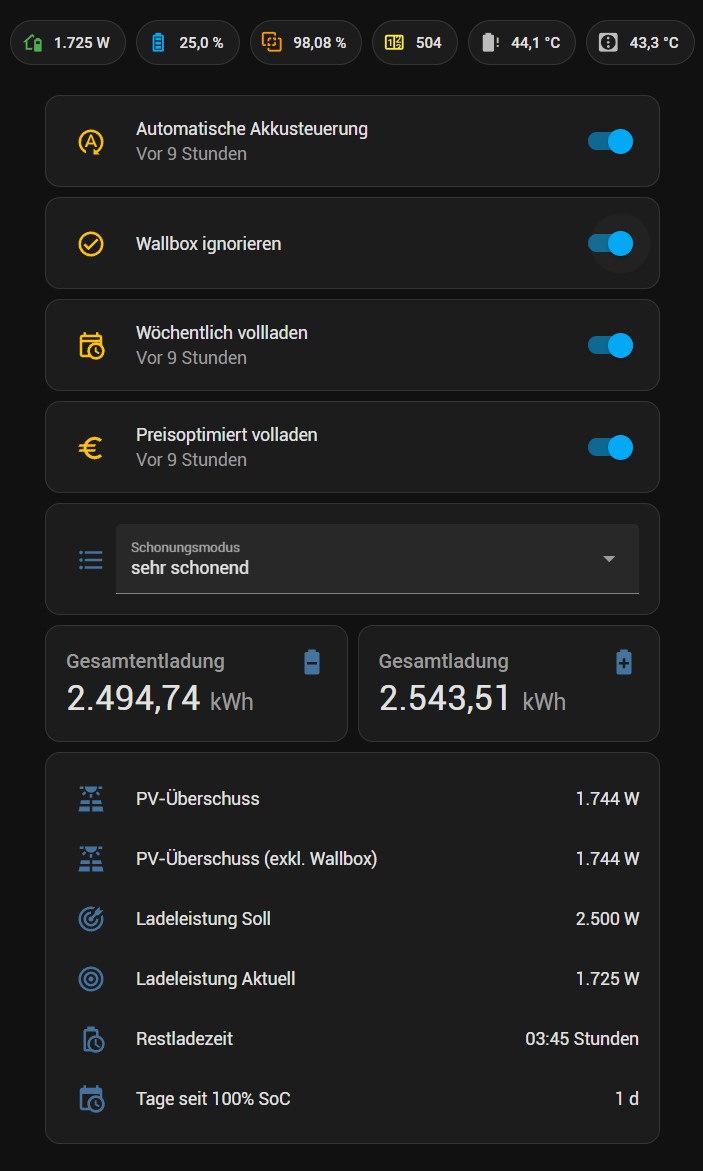 1.725 W
25,0 %
98,08 %
504
44,1 °C
43,3 °C
Automatische Akkusteuerung
Vor 9 Stunden
Wallbox ignorieren
Wöchentlich vollladen
Vor 9 Stunden
Preisoptimiert volladen
Vor 9 Stunden
Schonungsmodus
sehr schonend
Gesamtentladung
2.494,74 kWh
Gesamtladung
2.543,51 kWh
PV-Überschuss 1.744 W
PV-Überschuss (exkl. Wallbox) 1.744 W
Ladeleistung Soll 2.500 W
Ladeleistung Aktuell 1.725 W
Restladezeit 03:45 Stunden
Tage seit 100% SoC 1 d